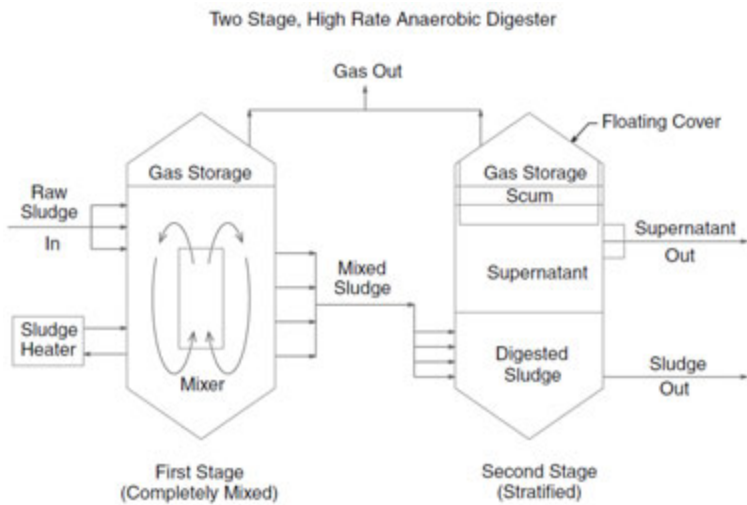 Two Stage, High Rate Anaerobic Digester
Gas Out
Floating Cover
Gas Storage
Raw
Sludge
In
Sludge
Heater
Mixer
Mixed
Sludge
Gas Storage
Scum
Supernatant
Digested
Sludge
Supernatant
Out
Sludge
Out
First Stage
(Completely Mixed)
Second Stage
(Stratified)